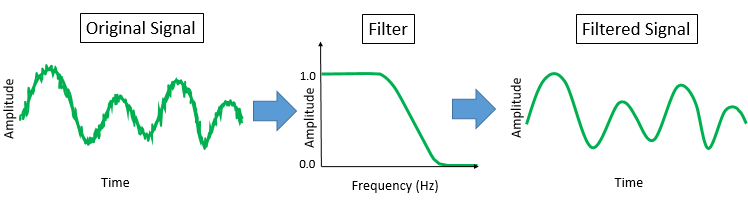 Original Signal
Filter
Filtered Signal
Amplitude
Time
1.0
Amplitude
0.0
Frequency (Hz)
Amplitude
Time